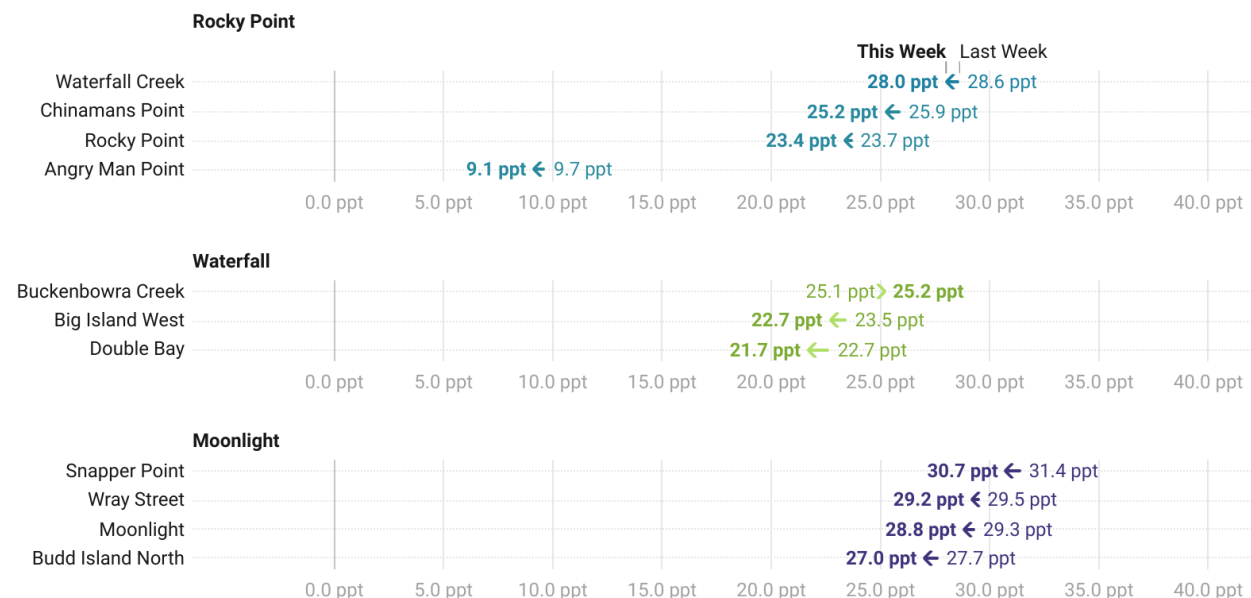 Rocky Point
This Week Last Week
Waterfall Creek 28.0 ppt 28.6 ppt
Chinamans Point 25.2 ppt 25.9 ppt
Rocky Point 23.4 ppt 23.7 ppt
Angry Man Point 9.1 ppt 9.7 ppt
0.0 ppt 5.0 ppt 10.0 ppt 15.0 ppt 20.0 ppt 25.0 ppt 30.0 ppt 35.0 ppt 40.0 ppt
Waterfall
Buckenbowra Creek 25.1 ppt 25.2 ppt
Big Island West 22.7 ppt 23.5 ppt
Double Bay 21.7 ppt 22.7 ppt
0.0 ppt 5.0 ppt 10.0 ppt 15.0 ppt 20.0 ppt 25.0 ppt 30.0 ppt 35.0 ppt 40.0 ppt
Moonlight
Snapper Point 30.7 ppt 31.4 ppt
Wray Street 29.2 ppt 29.5 ppt
Moonlight 28.8 ppt 29.3 ppt
Budd Island North 27.0 ppt 27.7 ppt
0.0 ppt 5.0 ppt 10.0 ppt 15.0 ppt 20.0 ppt 25.0 ppt 30.0 ppt 35.0 ppt 40.0 ppt